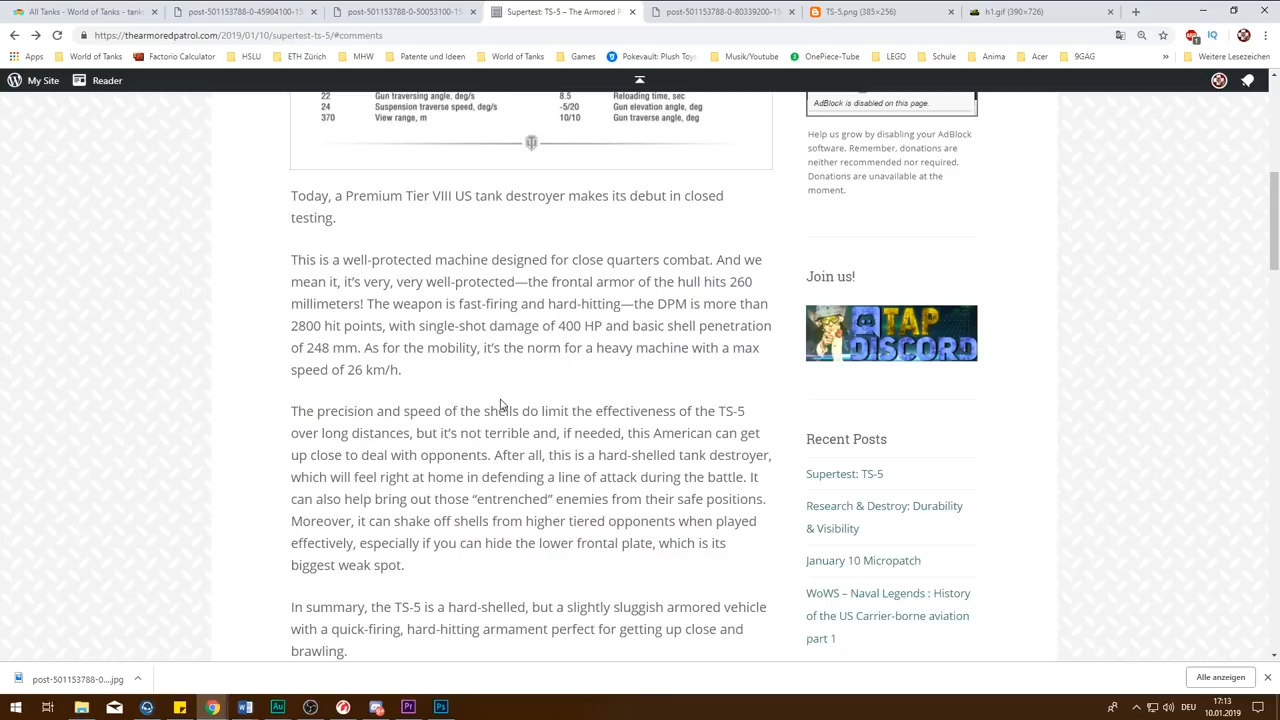 All Tanks - World of Tanks - tank
post-501153788-0-45904100-15
post-501153788-0-50053100-15
Supertest: TS-5 – The Armored P
post-501153788-0-80339200-15
TS-5.png (385×256)
h1.gif (390×726)
https://thearmoredpatrol.com/2019/01/10/supertest-ts-5/#comments
Apps
World of Tanks
Factorio Calculator
HSLU
ETH Zürich
MHW
Patente und Ideen
World of Tanks
Games
Pokevault: Plush Toys
Musik/Youtube
OnePiece-Tube
LEGO
Schule
Anima
Acer
9GAG
»
Weitere Lesezeichen
My Site
Reader
22 Gun traversing angle, deg/s 8.5 Reloading time, sec
24 Suspension traverse speed, deg/s -5/20 Gun elevation angle, deg
370 View range, m 10/10 Gun traverse angle, deg
Today, a Premium Tier VIII US tank destroyer makes its debut in closed
testing.
This is a well-protected machine designed for close quarters combat. And we
mean it, it’s very, very well-protected—the frontal armor of the hull hits 260
millimeters! The weapon is fast-firing and hard-hitting—the DPM is more than
2800 hit points, with single-shot damage of 400 HP and basic shell penetration
of 248 mm. As for the mobility, it’s the norm for a heavy machine with a max
speed of 26 km/h.
The precision and speed of the shells do limit the effectiveness of the TS-5
over long distances, but it’s not terrible and, if needed, this American can get
up close to deal with opponents. After all, this is a hard-shelled tank destroyer,
which will feel right at home in defending a line of attack during the battle. It
can also help bring out those “entrenched” enemies from their safe positions.
Moreover, it can shake off shells from higher tiered opponents when played
effectively, especially if you can hide the lower frontal plate, which is its
biggest weak spot.
In summary, the TS-5 is a hard-shelled, but a slightly sluggish armored vehicle
with a quick-firing, hard-hitting armament perfect for getting up close and
brawling.
AdBlock is disabled on this page.
Help us grow by disabling your AdBlock
software. Remember, donations are
neither recommended nor required.
Donations are unavailable at the
moment.
Join us!
TAP
DISCORD
Recent Posts
Supertest: TS-5
Research & Destroy: Durability
& Visibility
January 10 Micropatch
WoWS – Naval Legends : History
of the US Carrier-borne aviation
part 1
post-501153788-0....jpg
Alle anzeigen
DEU
17:13
10.01.2019